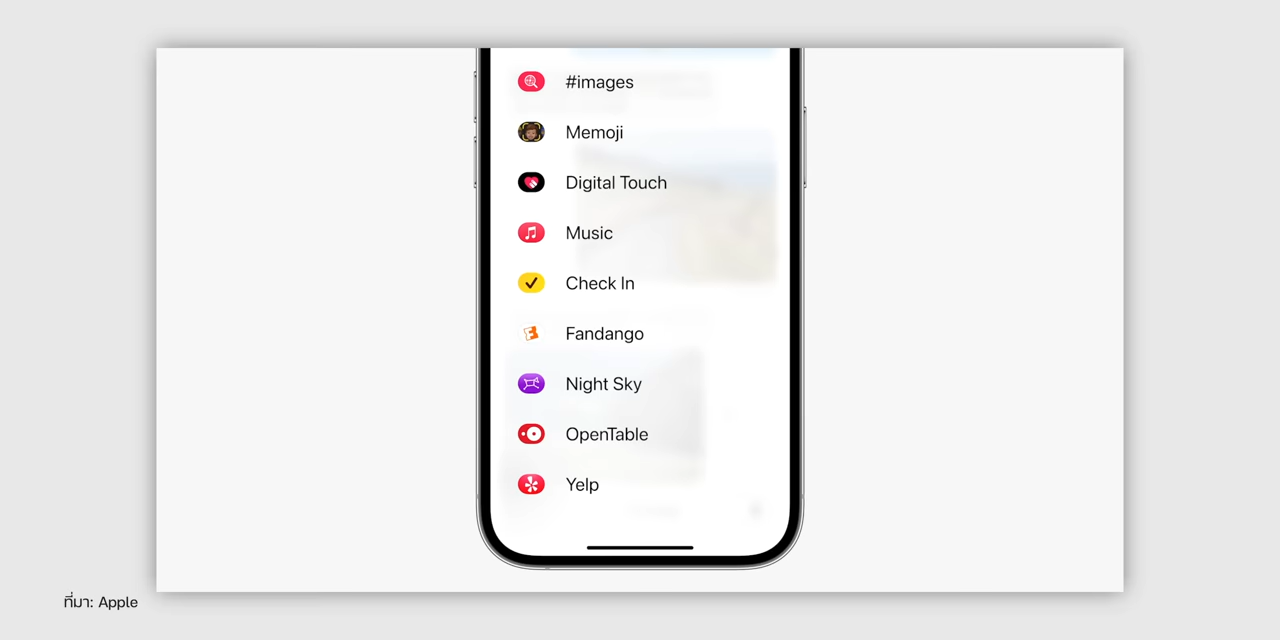 #images
Memoji
Digital Touch
Music
Check In
Fandango
Night Sky
OpenTable
Yelp
ที่มา: Apple